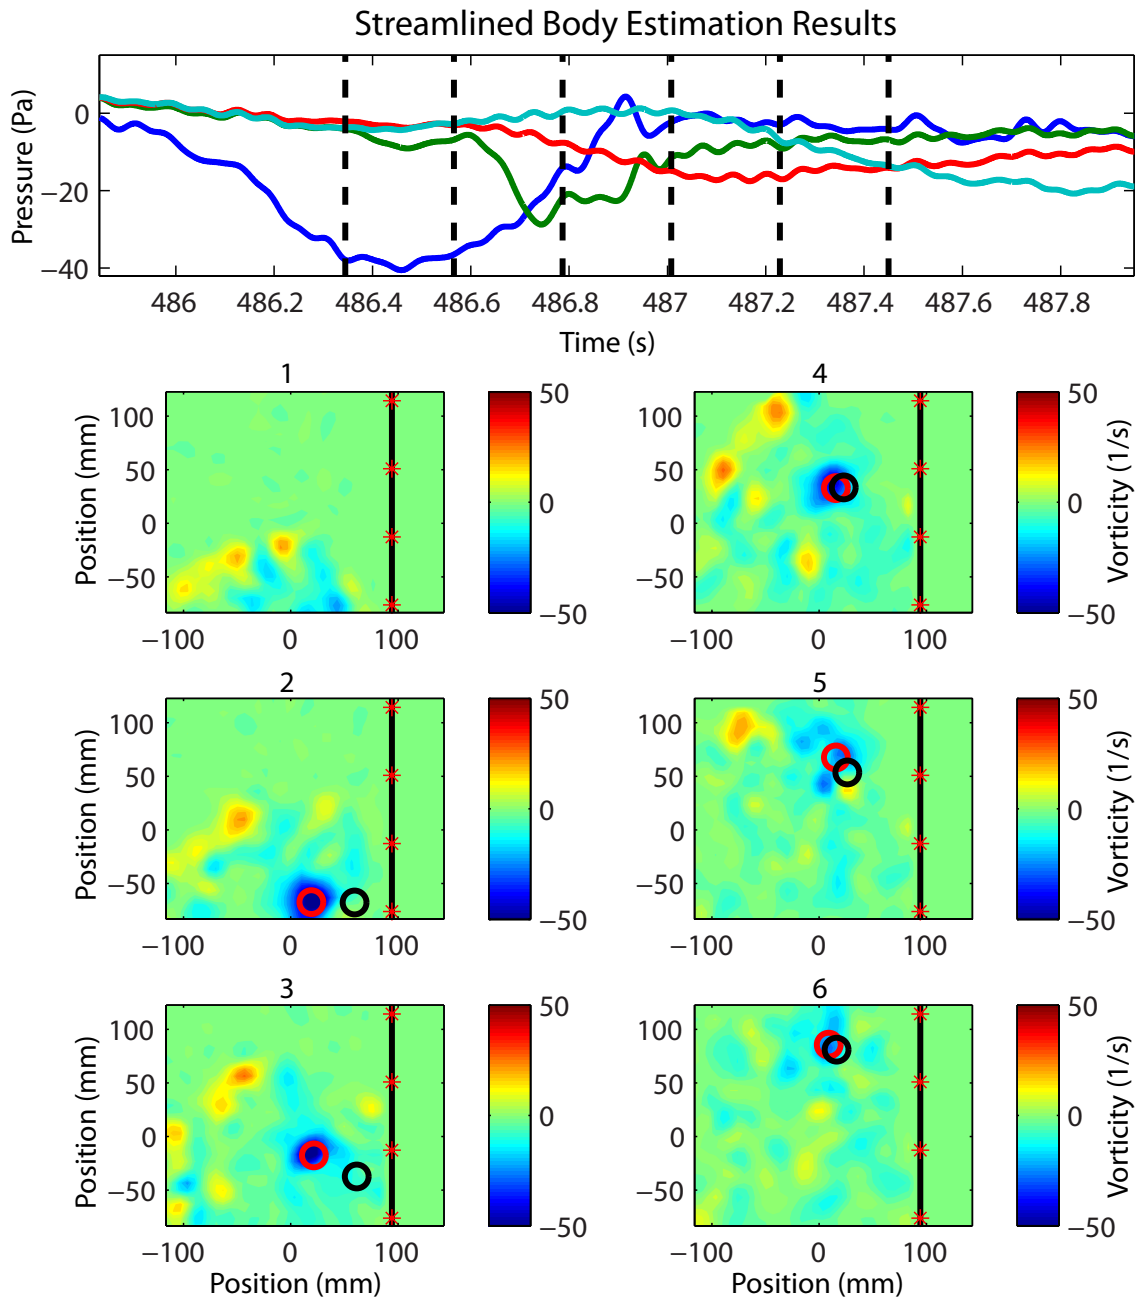 Streamlined Body Estimation Results
Pressure (Pa)
0
−20
−40
486 486.2 486.4 486.6 486.8 487 487.2 487.4 487.6 487.8
Time (s)
1
Position (mm)
100
50
0
−50
−100 0 100
50
0
−50
4
100
50
0
−50
−100 0 100
50
0
−50
Vorticity (1/s)
2
Position (mm)
100
50
0
−50
−100 0 100
50
0
−50
5
100
50
0
−50
−100 0 100
50
0
−50
Vorticity (1/s)
3
Position (mm)
100
50
0
−50
−100 0 100
Position (mm)
50
0
−50
6
100
50
0
−50
−100 0 100
Position (mm)
50
0
−50
Vorticity (1/s)